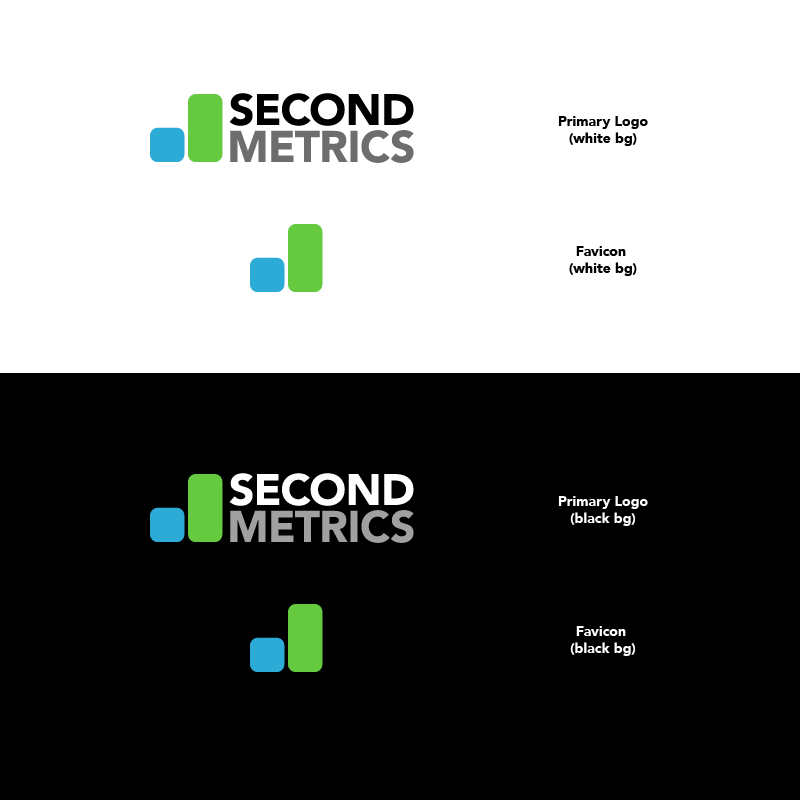 SECOND
METRICS
Primary Logo
(white bg)
Favicon
(white bg)
SECOND
METRICS
Primary Logo
(black bg)
Favicon
(black bg)